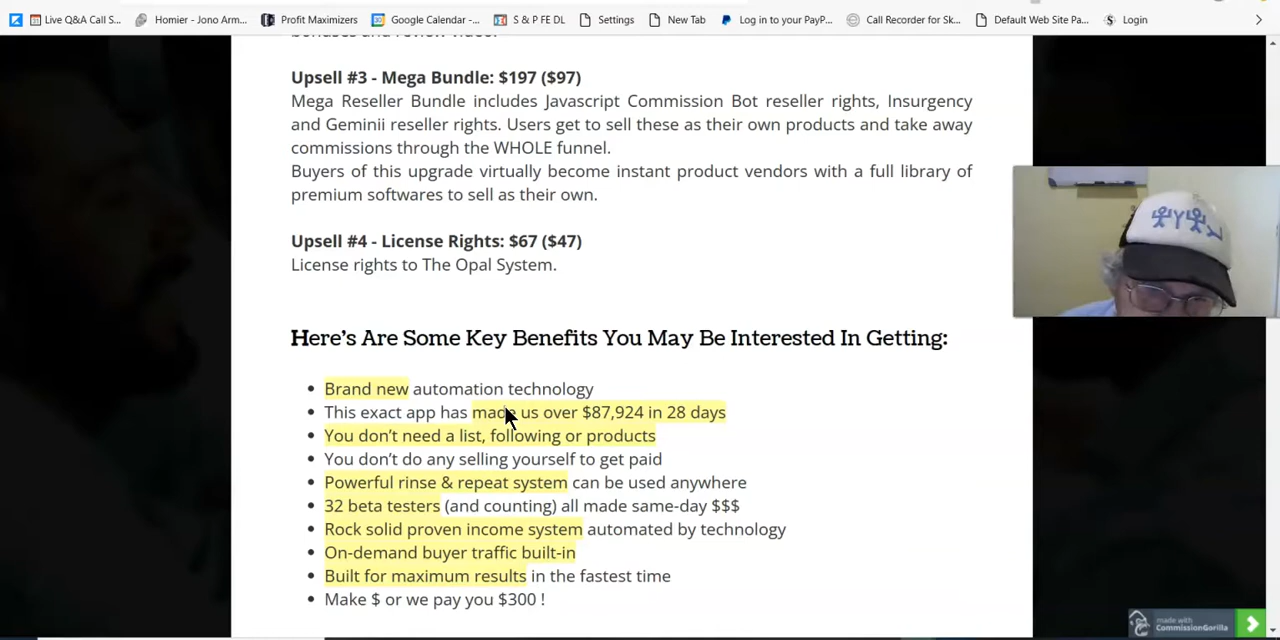 Live Q&A Call S...
Homier - Jono Arm...
Profit Maximizers
Google Calendar -...
S & P FE DL
Settings
New Tab
Log in to your PayP...
Call Recorder for Sk...
Default Web Site Pa...
Login
bonuses and review video.
Upsell #3 - Mega Bundle: $197 ($97)
Mega Reseller Bundle includes Javascript Commission Bot reseller rights, Insurgency
and Geminii reseller rights. Users get to sell these as their own products and take away
commissions through the WHOLE funnel.
Buyers of this upgrade virtually become instant product vendors with a full library of
premium softwares to sell as their own.
Upsell #4 - License Rights: $67 ($47)
License rights to The Opal System.
Here's Are Some Key Benefits You May Be Interested In Getting:
Brand new automation technology
This exact app has made us over $87,924 in 28 days
You don't need a list, following or products
You don't do any selling yourself to get paid
Powerful rinse & repeat system can be used anywhere
32 beta testers (and counting) all made same-day $$$
Rock solid proven income system automated by technology
On-demand buyer traffic built-in
Built for maximum results in the fastest time
Make $ or we pay you $300 !
made with
CommissionGorilla